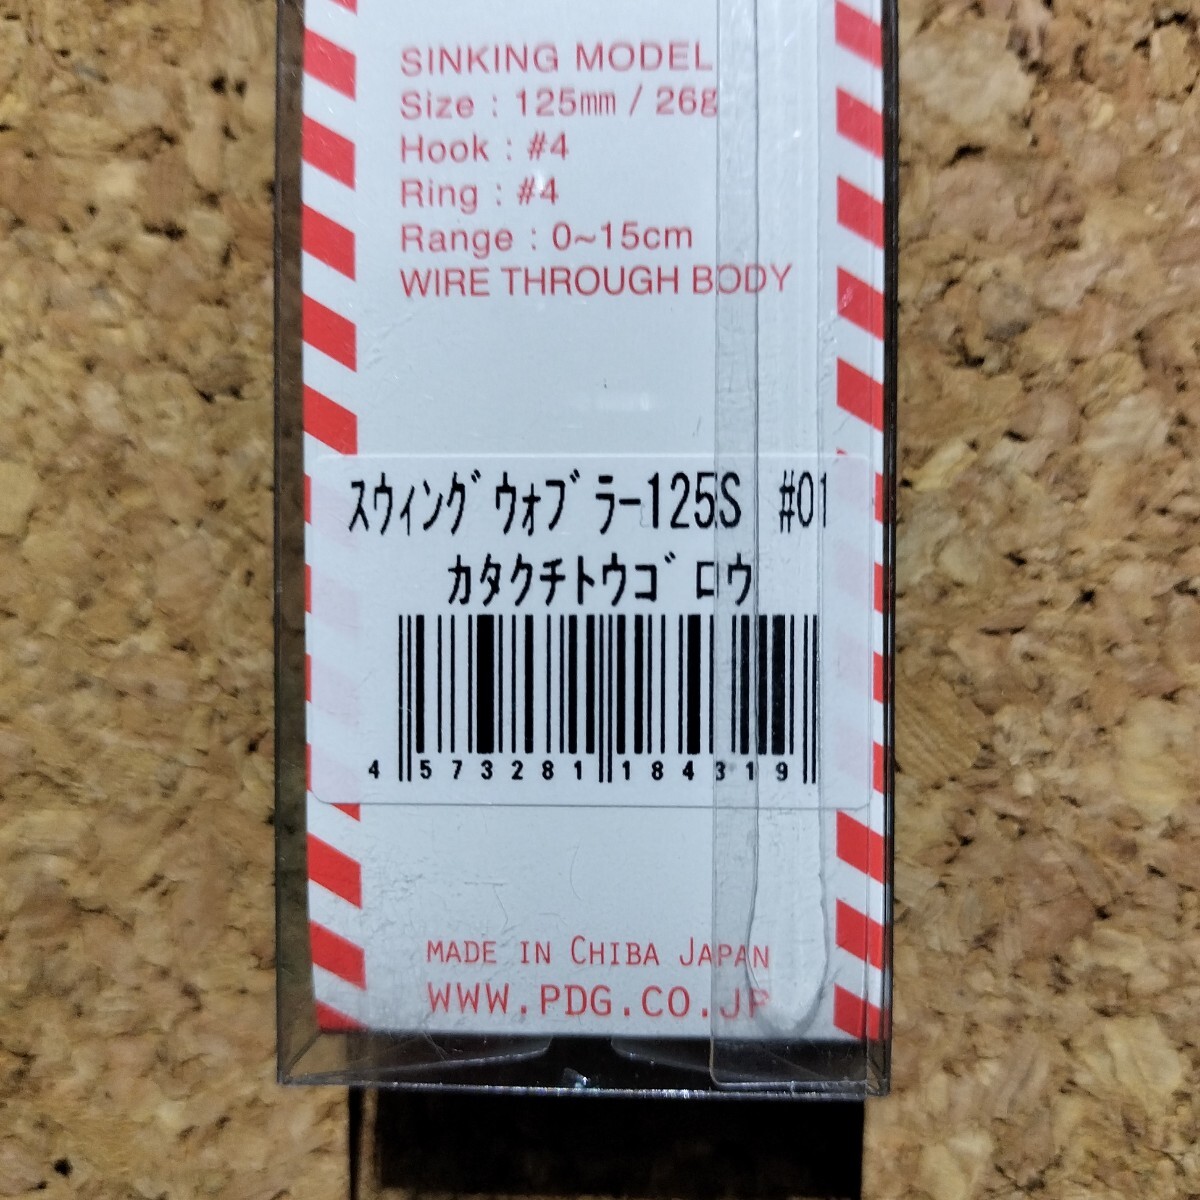 SINKING MODEL
Size : 125mm / 26g
Hook : #4
Ring : #4
Range : 0~15cm
WIRE THROUGH BODY
ｽｳｨﾝｸﾞｳｫﾌﾞﾗｰ125S #01
ｶﾀｸﾁﾄｳｺﾞﾛｳ
4 573281 184319
MADE IN CHIBA JAPAN
WWW.PDG.CO.JP